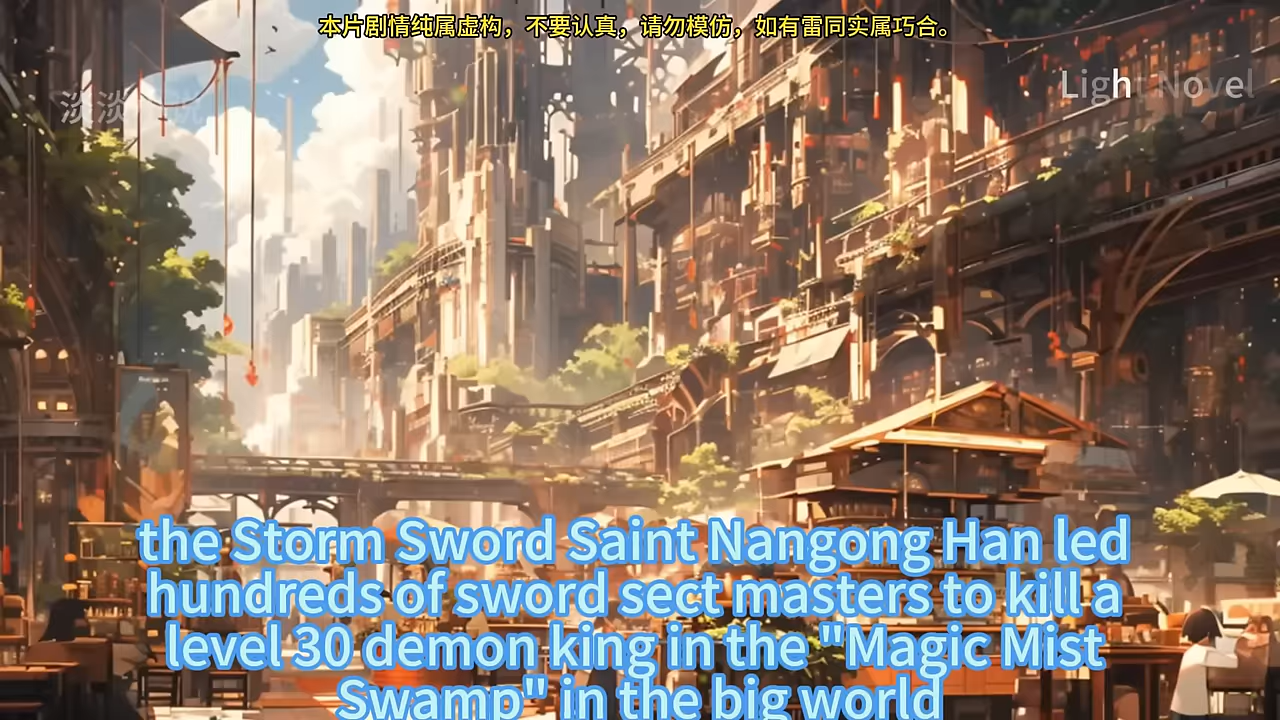 本片剧情纯属虚构，不要认真，请勿模仿，如有雷同实属巧合。
Light Novel
淡淡
the Storm Sword Saint Nangong Han led
hundreds of sword sect masters to kill a
level 30 demon king in the "Magic Mist
Swamp" in the big world